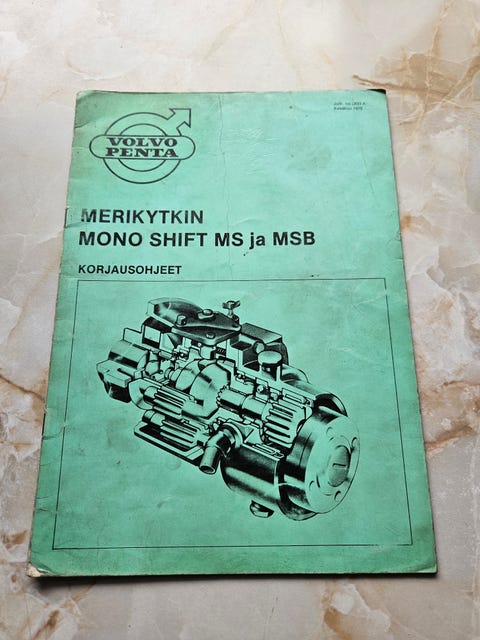 VOLVO
PENTA
MERIKYTKIN
MONO SHIFT MS ja MSB
KORJAUSOHJEET